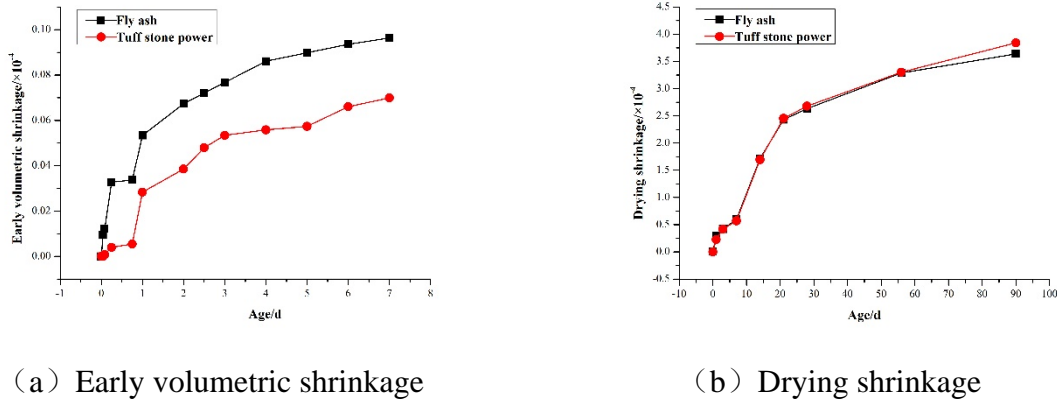 Fly ash
Tuff stone power
0.10
0.08
0.06
0.04
0.02
0.00
-1 0 1 2 3 4 5 6 7 8
Early volumetric shrinkage/×10⁻⁴
Age/d
(a) Early volumetric shrinkage
Fly ash
Tuff stone power
4.5
4.0
3.5
3.0
2.5
2.0
1.5
1.0
0.5
0.0
-0.5
-10 0 10 20 30 40 50 60 70 80 90 100
Drying shrinkage/×10⁻⁴
Age/d
(b) Drying shrinkage